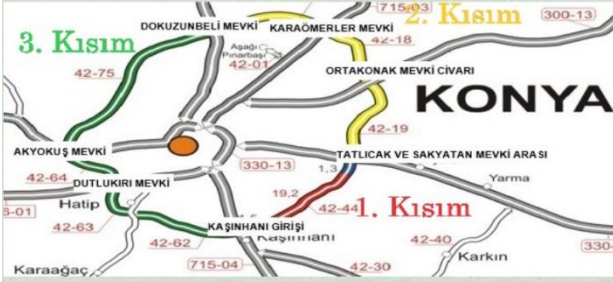 715-03
2. Kısım
300-13
DOKUZUNBELİ MEVKİ
KARAÖMERLER MEVKİ
3. Kısım
42-18
Aşağı
Pınarbaşı
42-01
42-75
ORTAKONAK MEVKİ CİVARI
KONYA
42-19
AKYOKUŞ MEVKİ
TATLICAK VE SAKYATAN MEVKİ ARASI
330-13
1,3
42-64
DUTLUKIRI MEVKİ
Yarma
Hatip
19,2
42-44
1. Kısım
6-01
42-63
KAŞINHANI GİRİŞİ
Kaşınhanı
42-62
42-40
330-
Karkın
715-04
42-30
Karaağaç